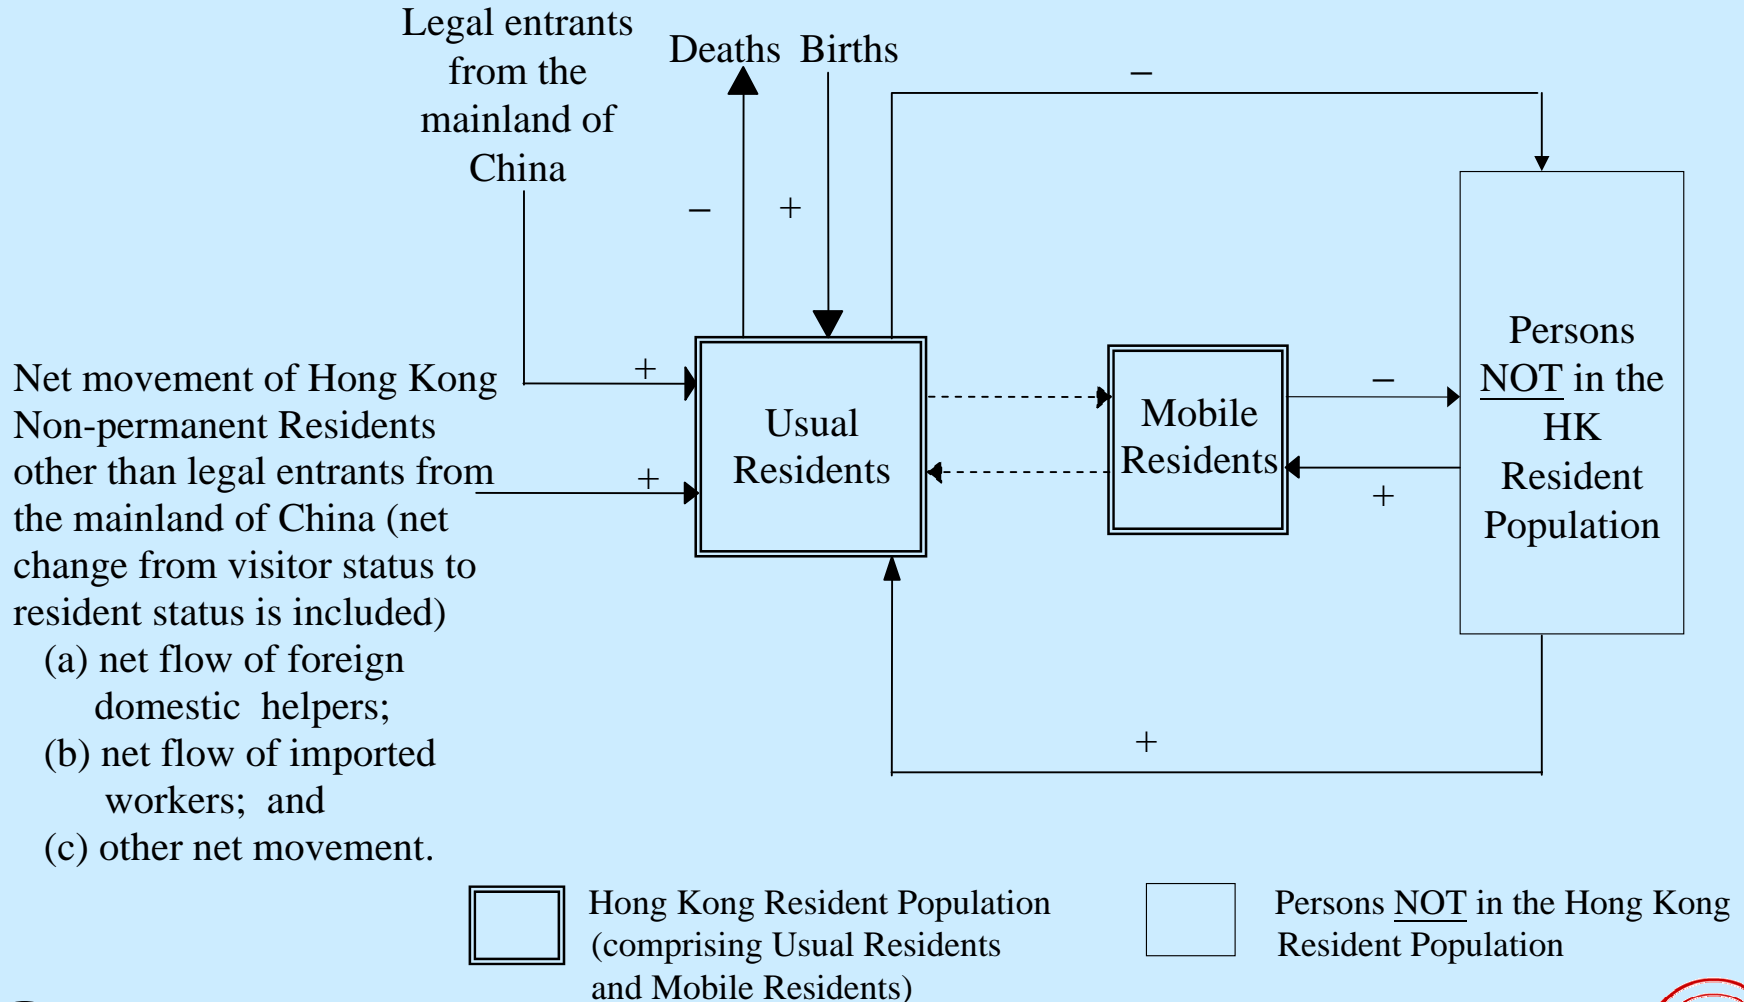 Legal entrants
from the
mainland of
China
Deaths Births
–
– +
Persons
NOT in the
HK
Resident
Population
Net movement of Hong Kong
Non-permanent Residents
other than legal entrants from
the mainland of China (net
change from visitor status to
resident status is included)
(a) net flow of foreign
domestic helpers;
(b) net flow of imported
workers; and
(c) other net movement.
+
+
Usual
Residents
Mobile
Residents
–
+
+
Hong Kong Resident Population
(comprising Usual Residents
and Mobile Residents)
Persons NOT in the Hong Kong
Resident Population